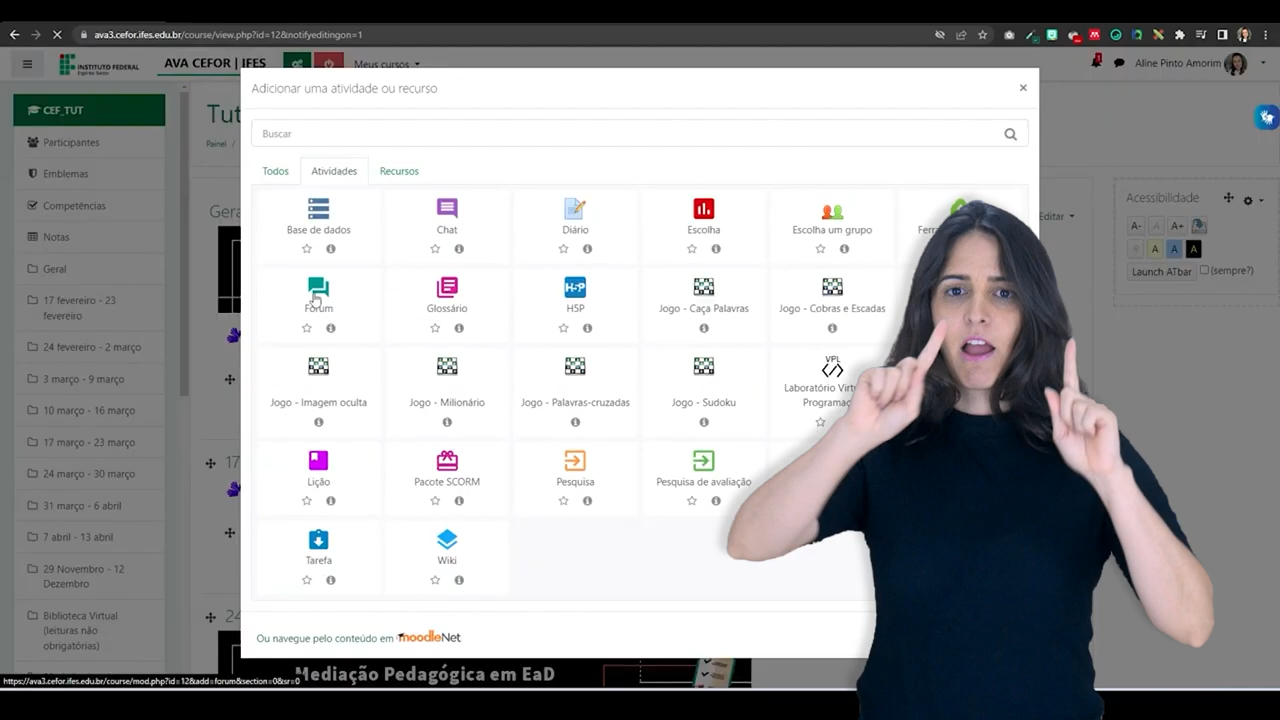 ava3.cefor.ifes.edu.br/course/view.php?id=12&notifyeditingon=1
INSTITUTO FEDERAL
Espírito Santo
AVA CEFOR | IFES
Meus cursos
Aline Pinto Amorim
CEF_TUT
Participantes
Emblemas
Competências
Notas
Geral
17 fevereiro - 23
fevereiro
24 fevereiro - 2 março
3 março - 9 março
10 março - 16 março
17 março - 23 março
24 março - 30 março
31 março - 6 abril
7 abril - 13 abril
29 Novembro - 12
Dezembro
Biblioteca Virtual
(leituras não
obrigatórias)
Tut
Painel /
Gera
17
24
Adicionar uma atividade ou recurso
×
Buscar
Todos
Atividades
Recursos
Base de dados
Chat
Diário
Escolha
Escolha um grupo
Ferra
Fórum
Glossário
H5P
H5P
Jogo - Caça Palavras
Jogo - Cobras e Escadas
Jogo - Imagem oculta
Jogo - Milionário
Jogo - Palavras-cruzadas
Jogo - Sudoku
VPL
Laboratório Virtu
Programaç
Lição
Pacote SCORM
Pesquisa
Pesquisa de avaliação
Tarefa
Wiki
Ou navegue pelo conteúdo em moodleNet
Editar
Acessibilidade
A- A A+
A A A
Launch ATbar (sempre?)
Mediação Pedagógica em EaD
https://ava3.cefor.ifes.edu.br/course/mod.php?id=12&add=forum&section=0&sr=0